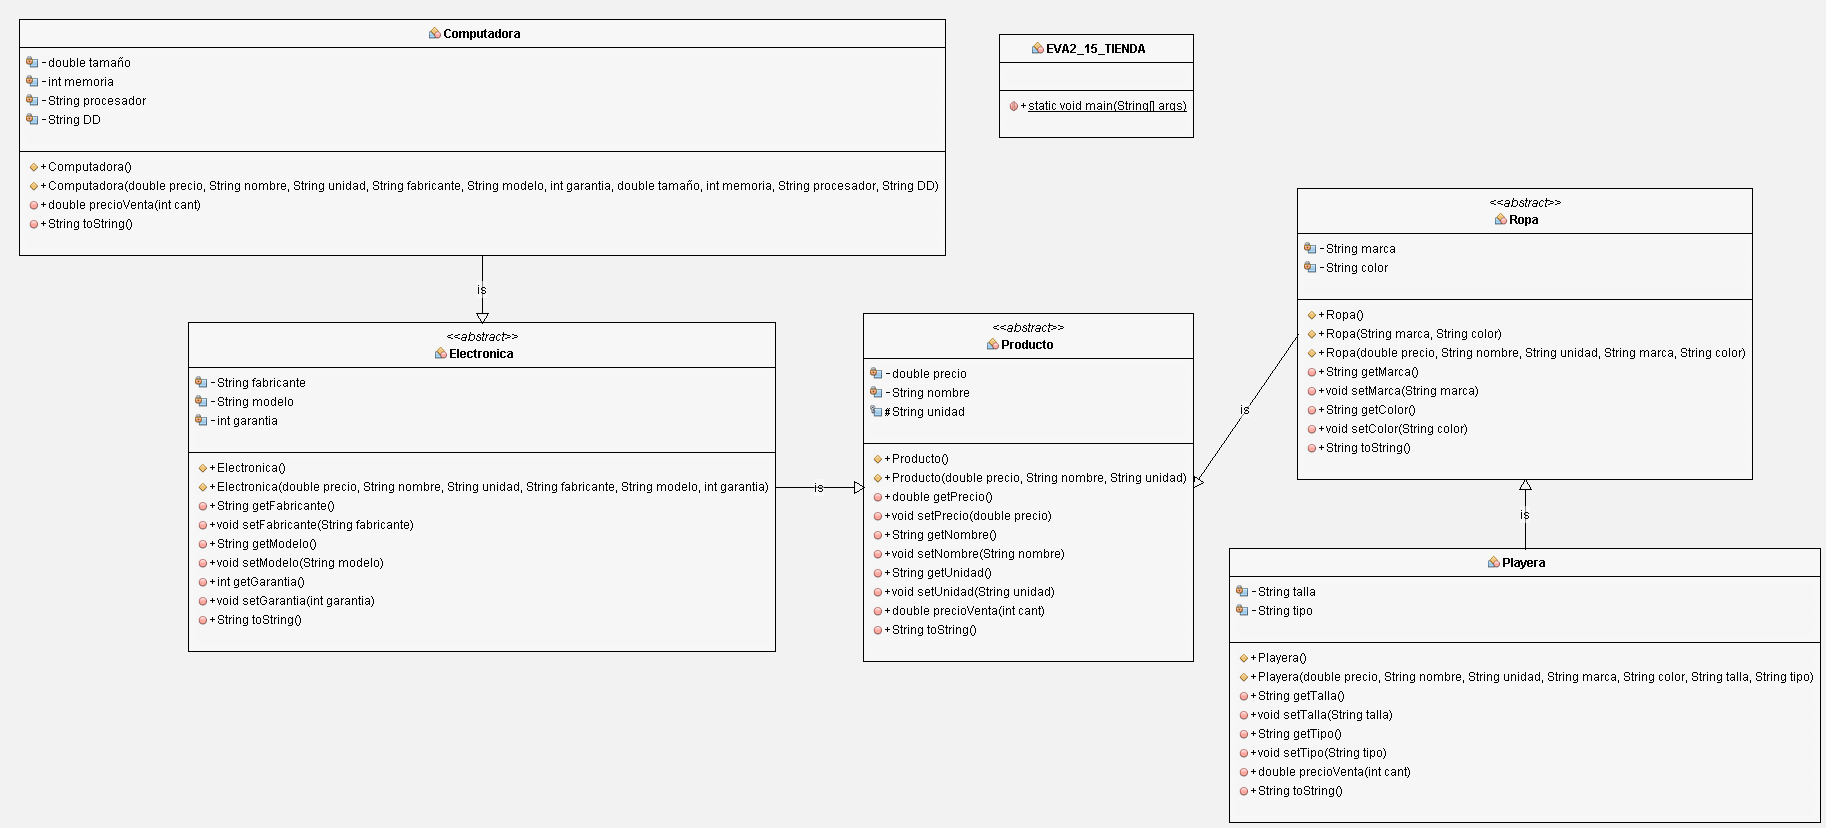 Computadora
- double tamaño
- int memoria
- String procesador
- String DD
+ Computadora()
+ Computadora(double precio, String nombre, String unidad, String fabricante, String modelo, int garantia, double tamaño, int memoria, String procesador, String DD)
+ double precioVenta(int cant)
+ String toString()
is
EVA2_15_TIENDA
+ static void main(String[] args)
<<abstract>>
Electronica
- String fabricante
- String modelo
- int garantia
+ Electronica()
+ Electronica(double precio, String nombre, String unidad, String fabricante, String modelo, int garantia)
+ String getFabricante()
+ void setFabricante(String fabricante)
+ String getModelo()
+ void setModelo(String modelo)
+ int getGarantia()
+ void setGarantia(int garantia)
+ String toString()
is
<<abstract>>
Producto
- double precio
- String nombre
# String unidad
+ Producto()
+ Producto(double precio, String nombre, String unidad)
+ double getPrecio()
+ void setPrecio(double precio)
+ String getNombre()
+ void setNombre(String nombre)
+ String getUnidad()
+ void setUnidad(String unidad)
+ double precioVenta(int cant)
+ String toString()
is
<<abstract>>
Ropa
- String marca
- String color
+ Ropa()
+ Ropa(String marca, String color)
+ Ropa(double precio, String nombre, String unidad, String marca, String color)
+ String getMarca()
+ void setMarca(String marca)
+ String getColor()
+ void setColor(String color)
+ String toString()
is
Playera
- String talla
- String tipo
+ Playera()
+ Playera(double precio, String nombre, String unidad, String marca, String color, String talla, String tipo)
+ String getTalla()
+ void setTalla(String talla)
+ String getTipo()
+ void setTipo(String tipo)
+ double precioVenta(int cant)
+ String toString()